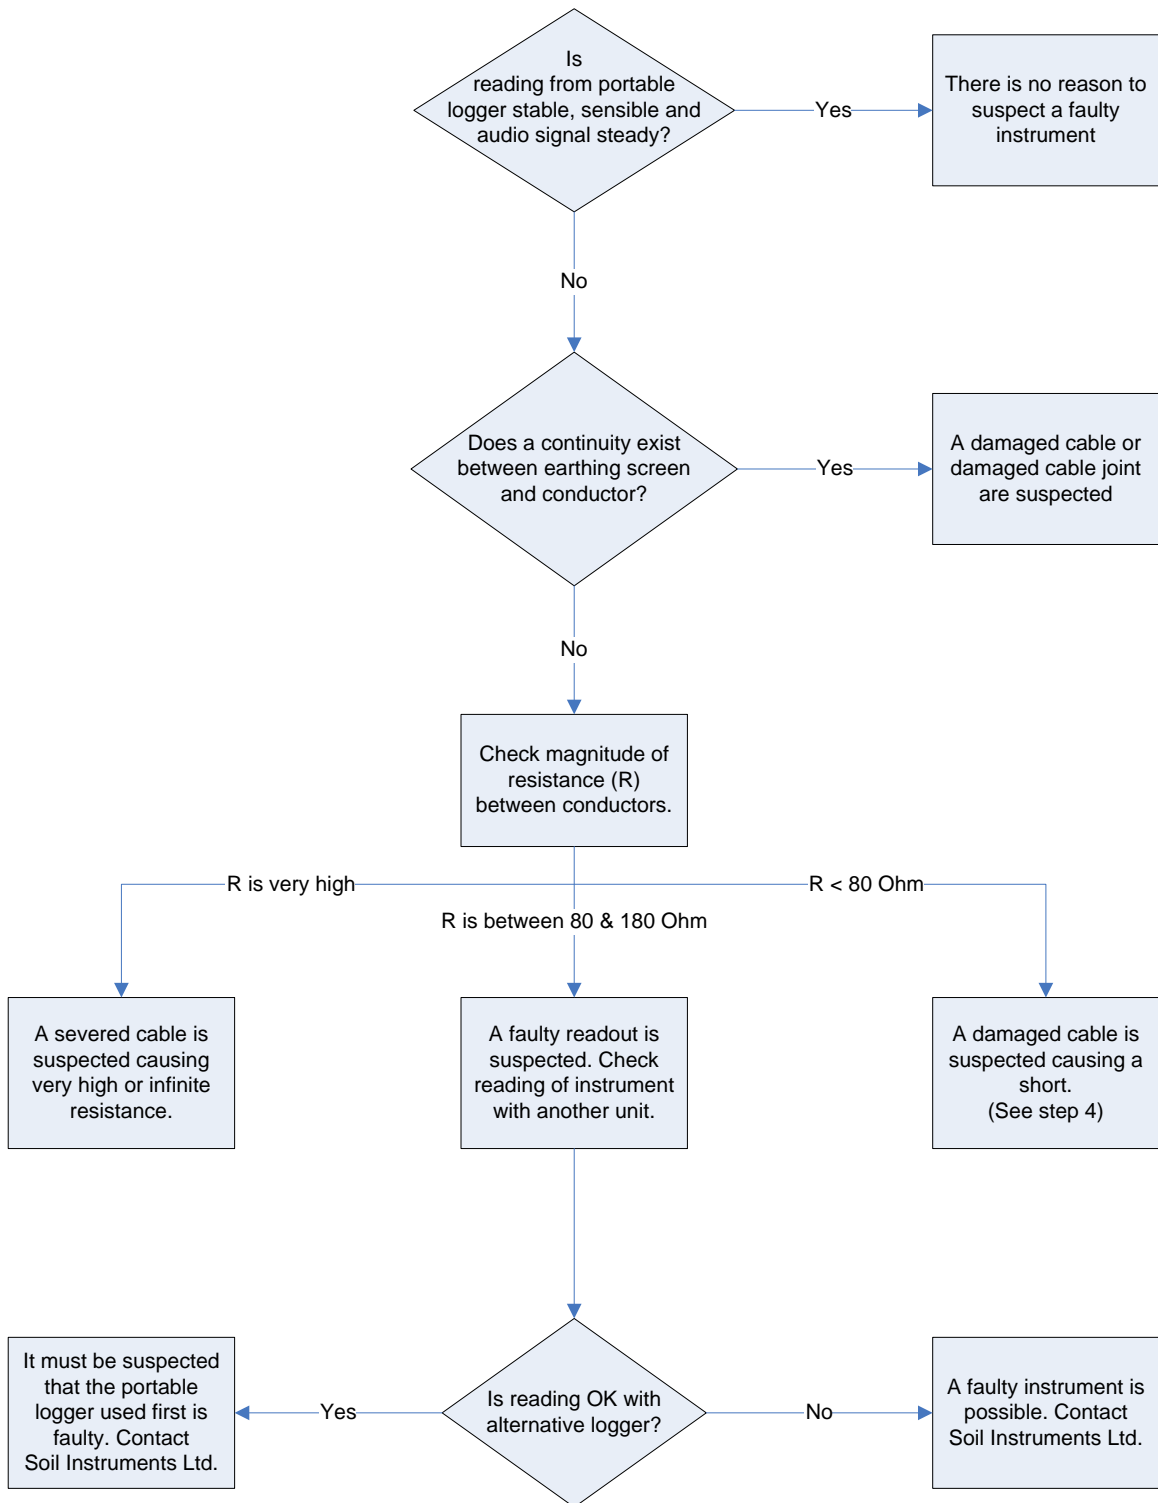 Is
reading from portable
logger stable, sensible and
audio signal steady?
Yes
There is no reason to
suspect a faulty
instrument
No
Does a continuity exist
between earthing screen
and conductor?
Yes
A damaged cable or
damaged cable joint
are suspected
No
Check magnitude of
resistance (R)
between conductors.
R is very high
R is between 80 & 180 Ohm
R < 80 Ohm
A severed cable is
suspected causing
very high or infinite
resistance.
A faulty readout is
suspected. Check
reading of instrument
with another unit.
A damaged cable is
suspected causing a
short.
(See step 4)
It must be suspected
that the portable
logger used first is
faulty. Contact
Soil Instruments Ltd.
Yes
Is reading OK with
alternative logger?
No
A faulty instrument is
possible. Contact
Soil Instruments Ltd.